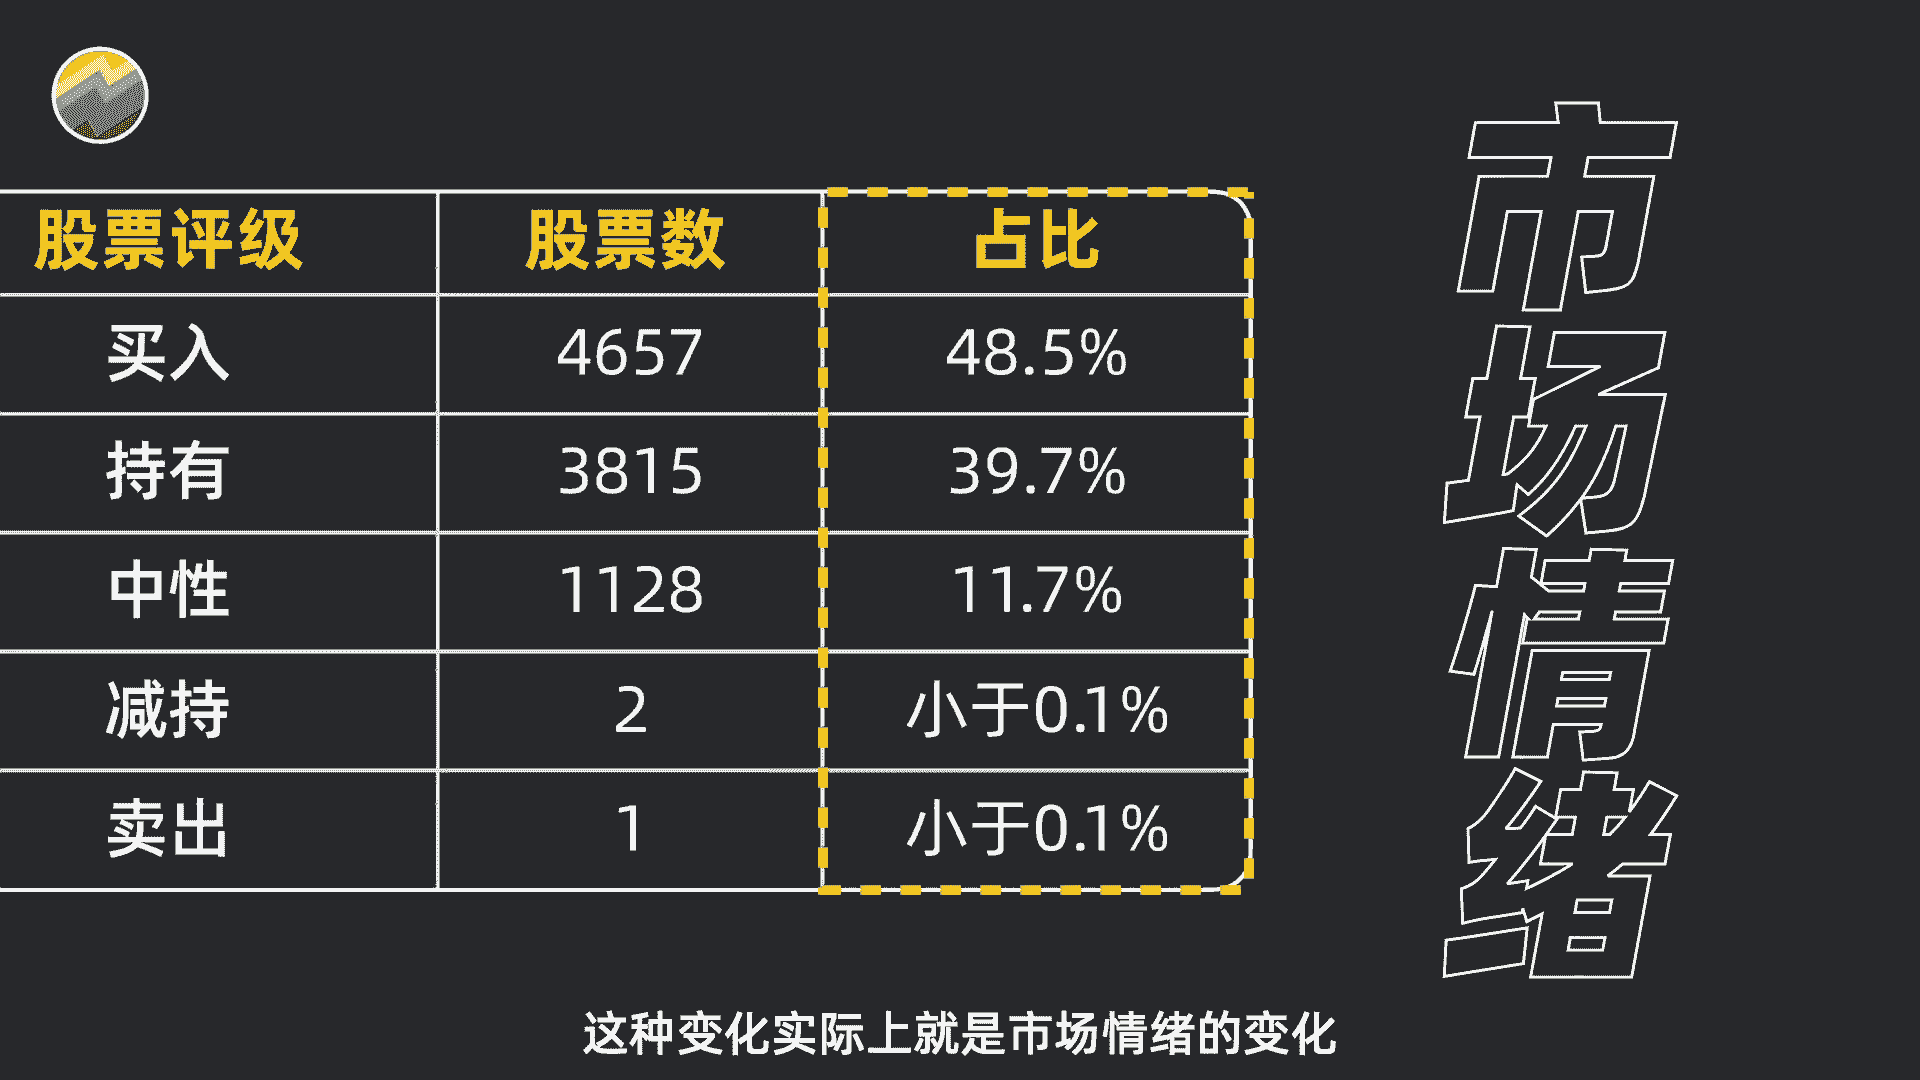 股票评级 股票数 占比
买入 4657 48.5%
持有 3815 39.7%
中性 1128 11.7%
减持 2 小于0.1%
卖出 1 小于0.1%
市场情绪
这种变化实际上就是市场情绪的变化